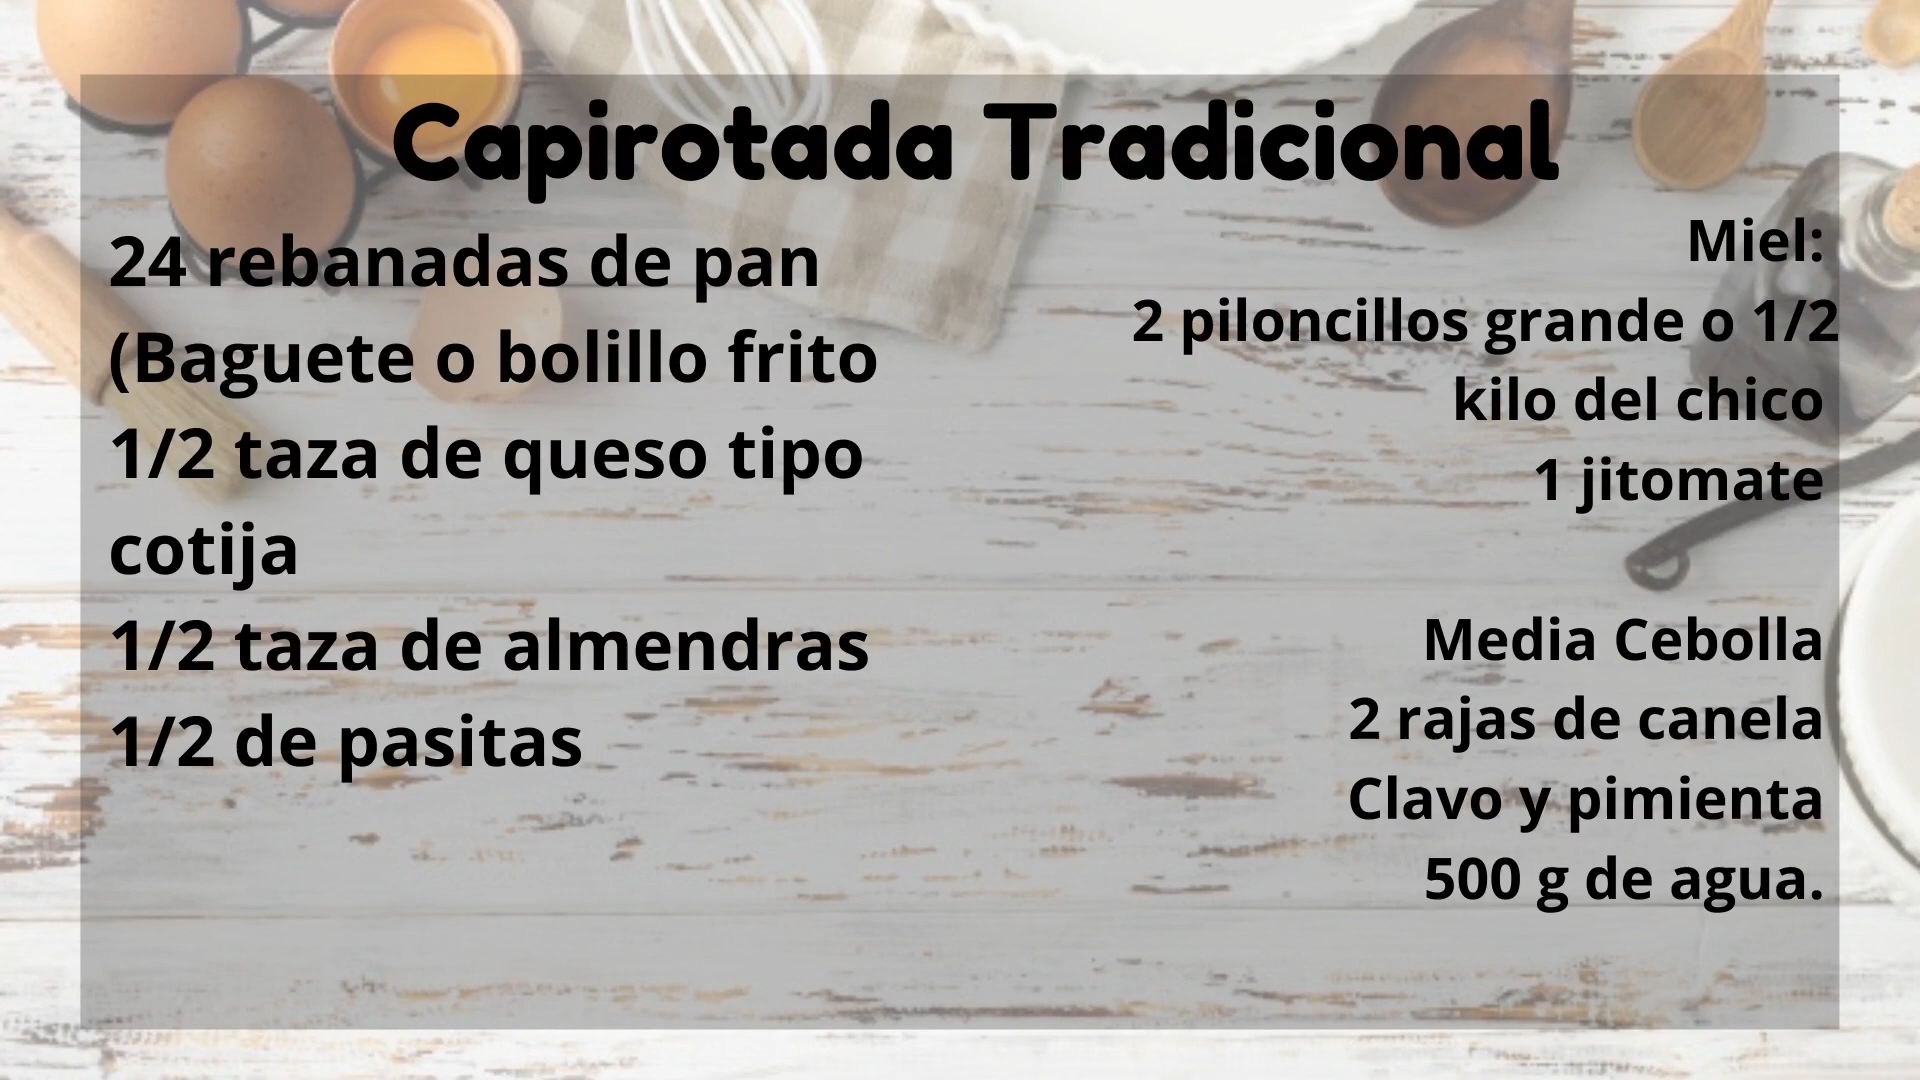 Capirotada Tradicional
24 rebanadas de pan
(Baguete o bolillo frito
1/2 taza de queso tipo
cotija
1/2 taza de almendras
1/2 de pasitas
Miel:
2 piloncillos grande o 1/2
kilo del chico
1 jitomate
Media Cebolla
2 rajas de canela
Clavo y pimienta
500 g de agua.